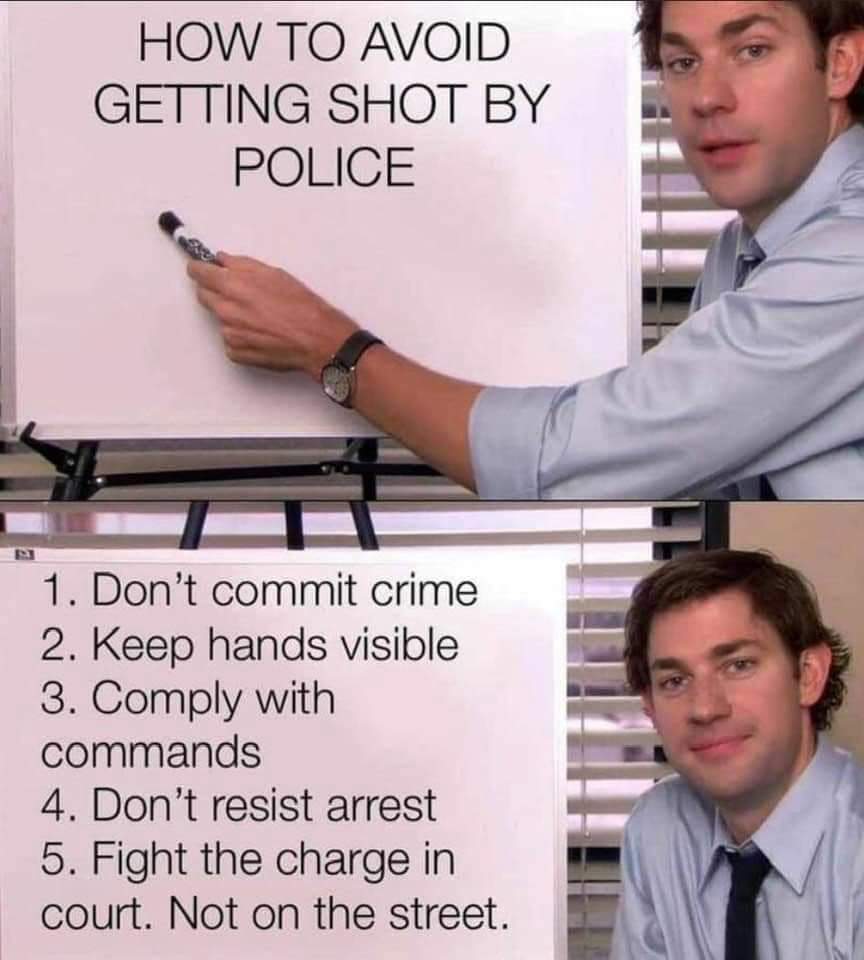 HOW TO AVOID
GETTING SHOT BY
POLICE
1. Don't commit crime
2. Keep hands visible
3. Comply with
commands
4. Don't resist arrest
5. Fight the charge in
court. Not on the street.